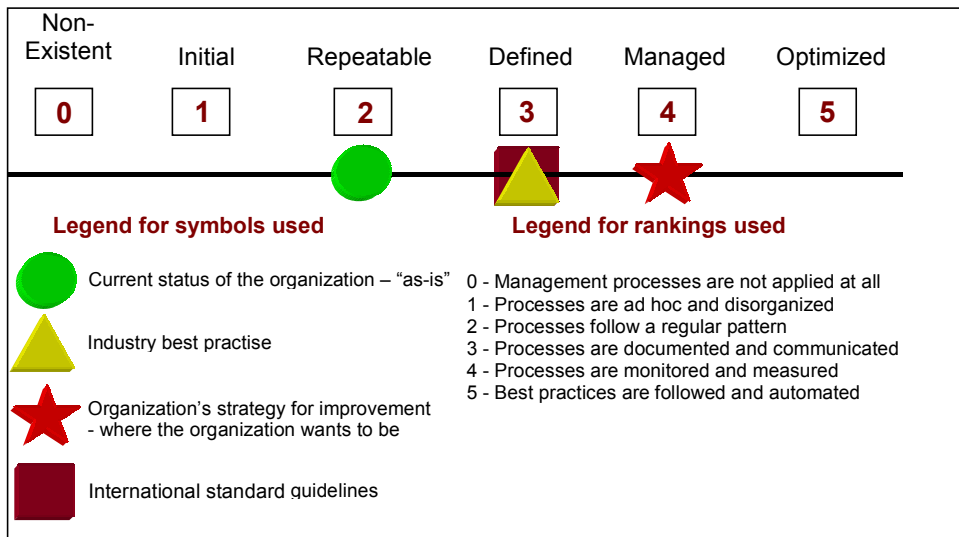 Non-
Existent
Initial
Repeatable
Defined
Managed
Optimized
0
1
2
3
4
5
Legend for symbols used
Legend for rankings used
Current status of the organization – “as-is”
Industry best practise
Organization’s strategy for improvement
- where the organization wants to be
International standard guidelines
0 - Management processes are not applied at all
1 - Processes are ad hoc and disorganized
2 - Processes follow a regular pattern
3 - Processes are documented and communicated
4 - Processes are monitored and measured
5 - Best practices are followed and automated